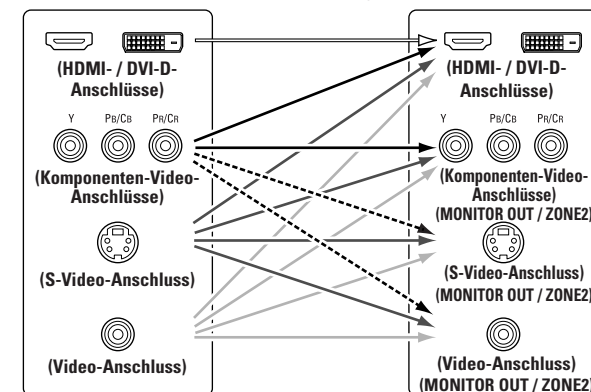 (HDMI- / DVI-D-
Anschlüsse)
Y PB/CB PR/CR
(Komponenten-Video-
Anschlüsse)
(S-Video-Anschluss)
(Video-Anschluss)
(HDMI- / DVI-D-
Anschlüsse)
Y PB/CB PR/CR
(Komponenten-Video-
Anschlüsse)
(MONITOR OUT / ZONE2)
(S-Video-Anschluss)
(MONITOR OUT / ZONE2)
(Video-Anschluss)
(MONITOR OUT / ZONE2)